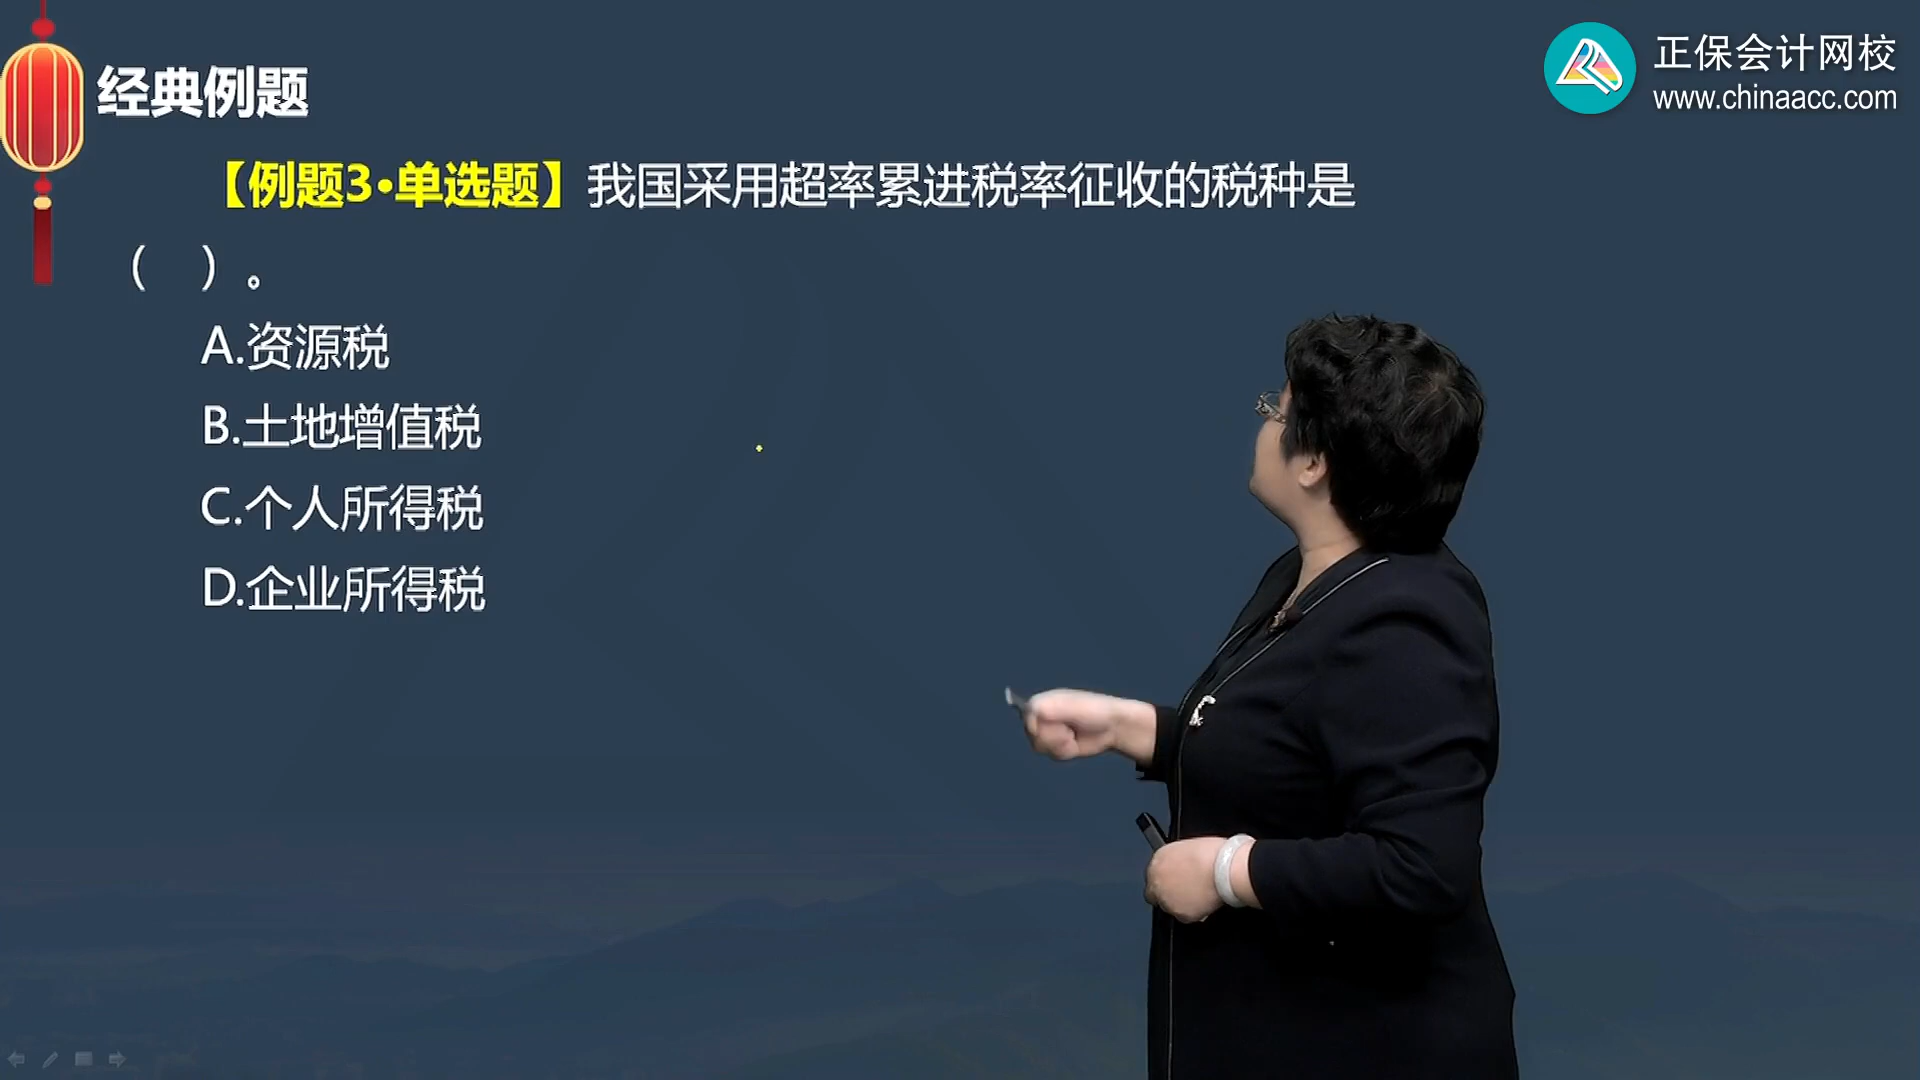 正保会计网校
www.chinaacc.com
经典例题
【例题3•单选题】我国采用超率累进税率征收的税种是
（ ）。
A.资源税
B.土地增值税
C.个人所得税
D.企业所得税